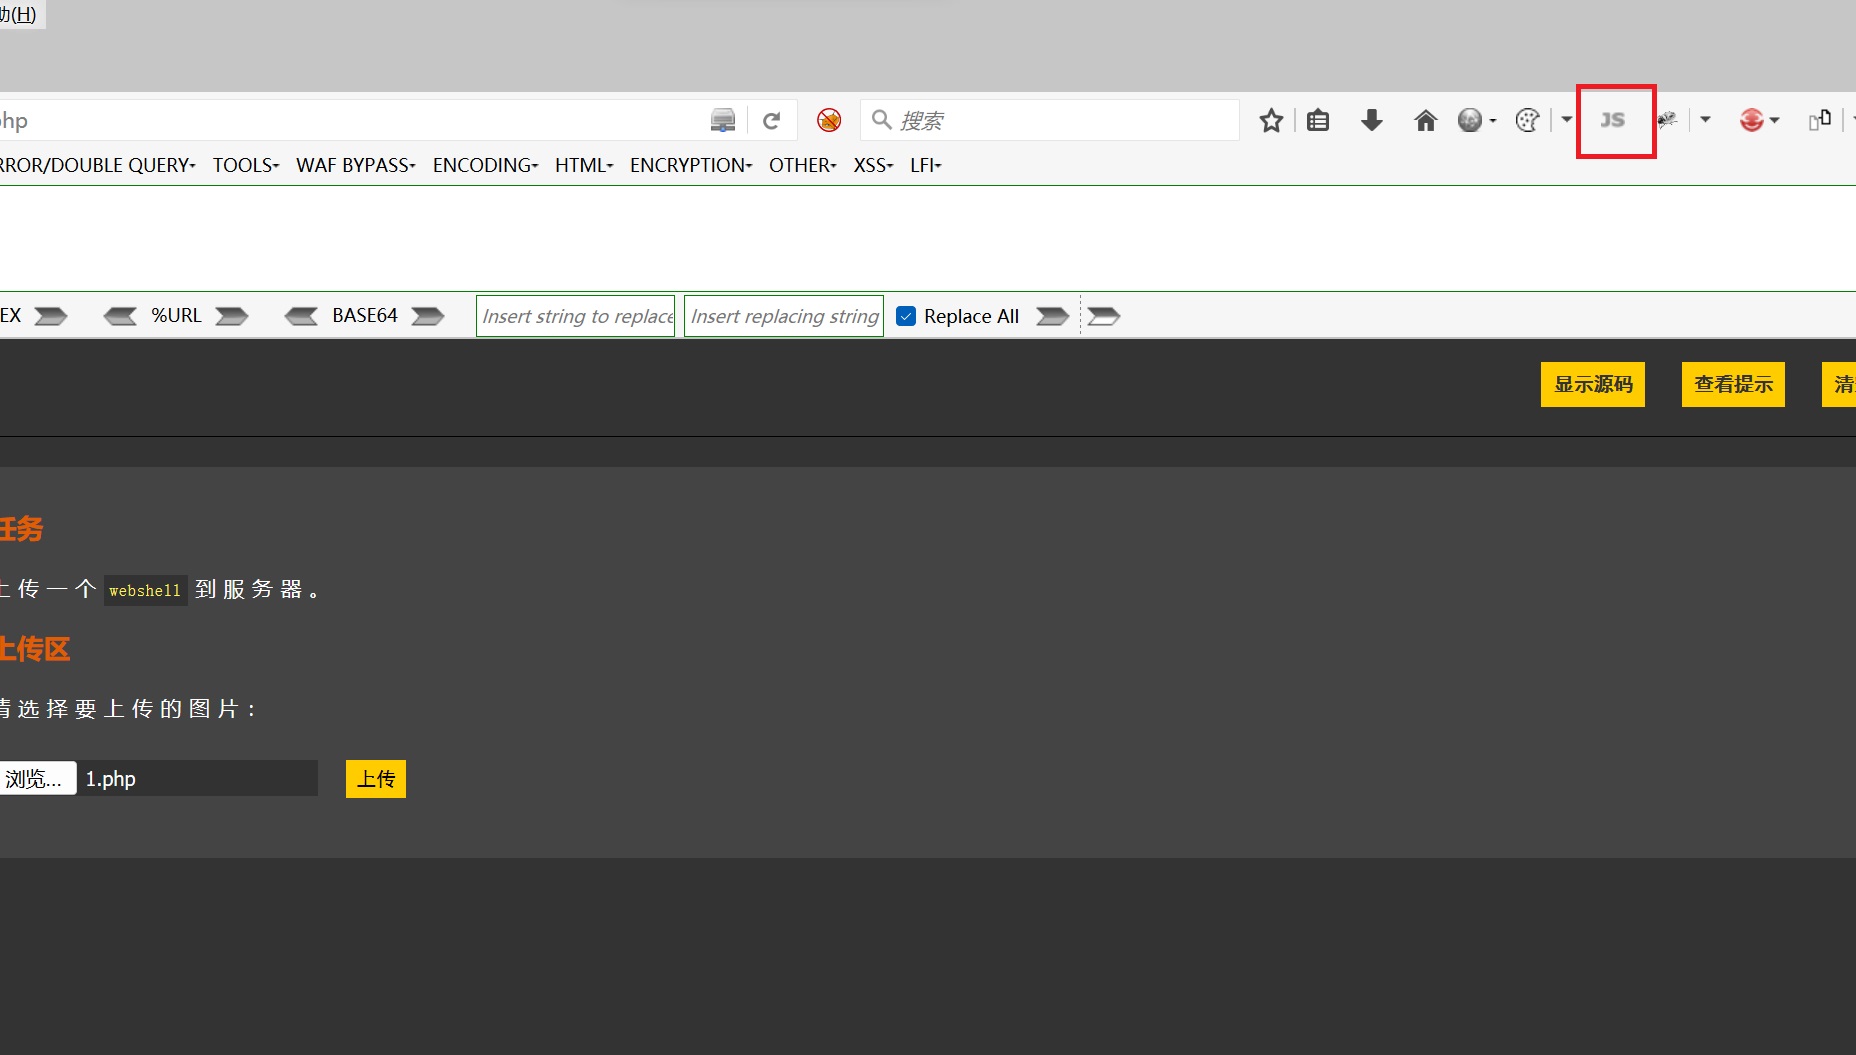 助(H)
php
搜索
JS
RROR/DOUBLE QUERY TOOLS WAF BYPASS ENCODING HTML ENCRYPTION OTHER XSS LFI
EX %URL BASE64 Insert string to replace Insert replacing string Replace All
显示源码 查看提示 清
任务
上传一个 webshell 到服务器。
上传区
请选择要上传的图片:
浏览... 1.php 上传